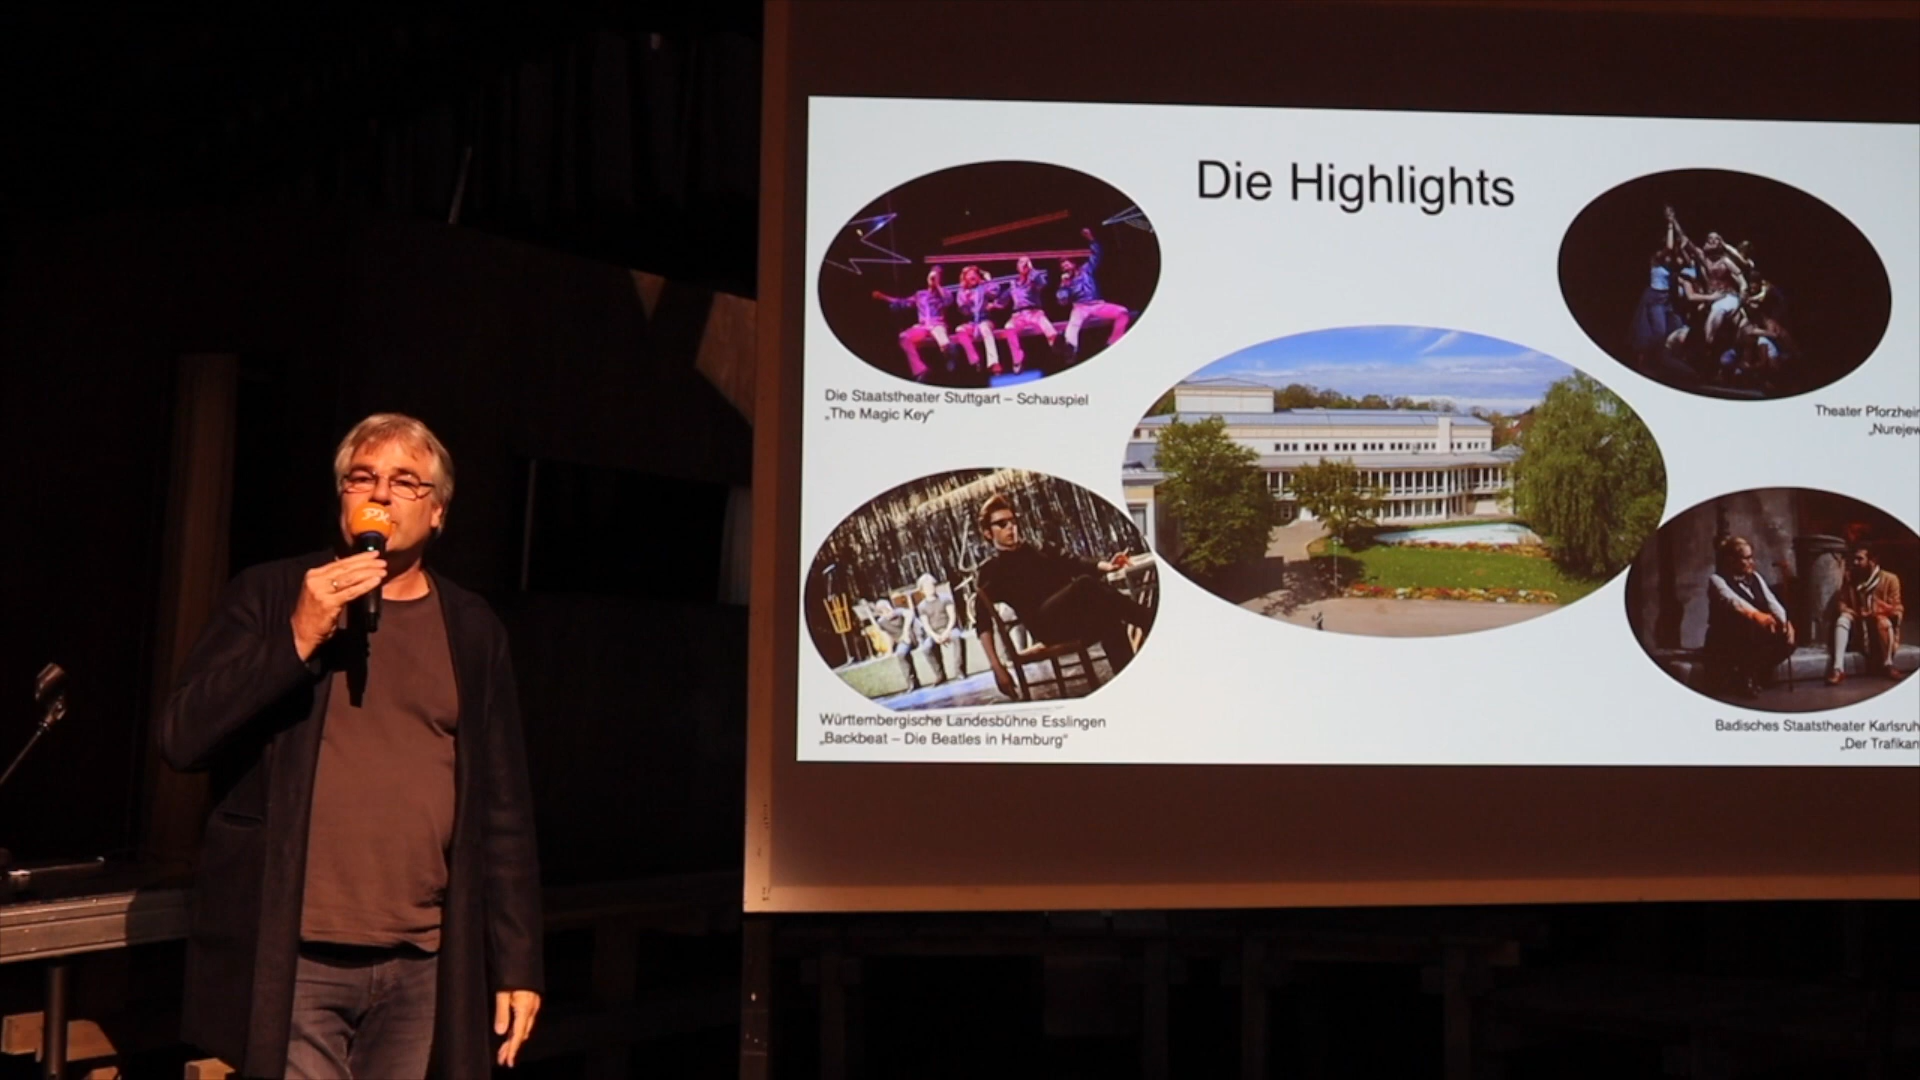 Die Highlights
Die Staatstheater Stuttgart – Schauspiel
„The Magic Key“
Theater Pforzhei
„Nurejew
Württembergische Landesbühne Esslingen
„Backbeat – Die Beatles in Hamburg“
Badisches Staatstheater Karlsruh
„Der Trafikan